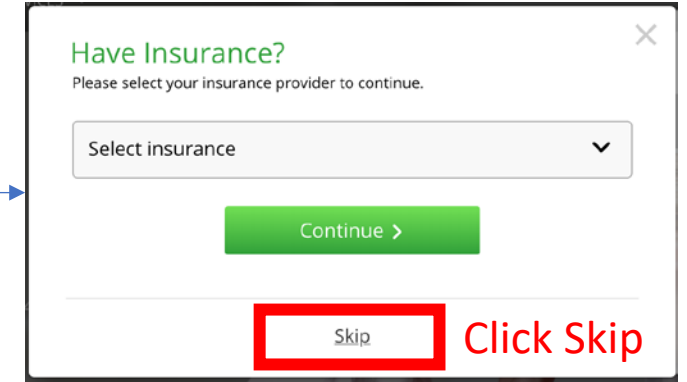 Have Insurance?
Please select your insurance provider to continue.
Select insurance
Continue >
Skip
Click Skip